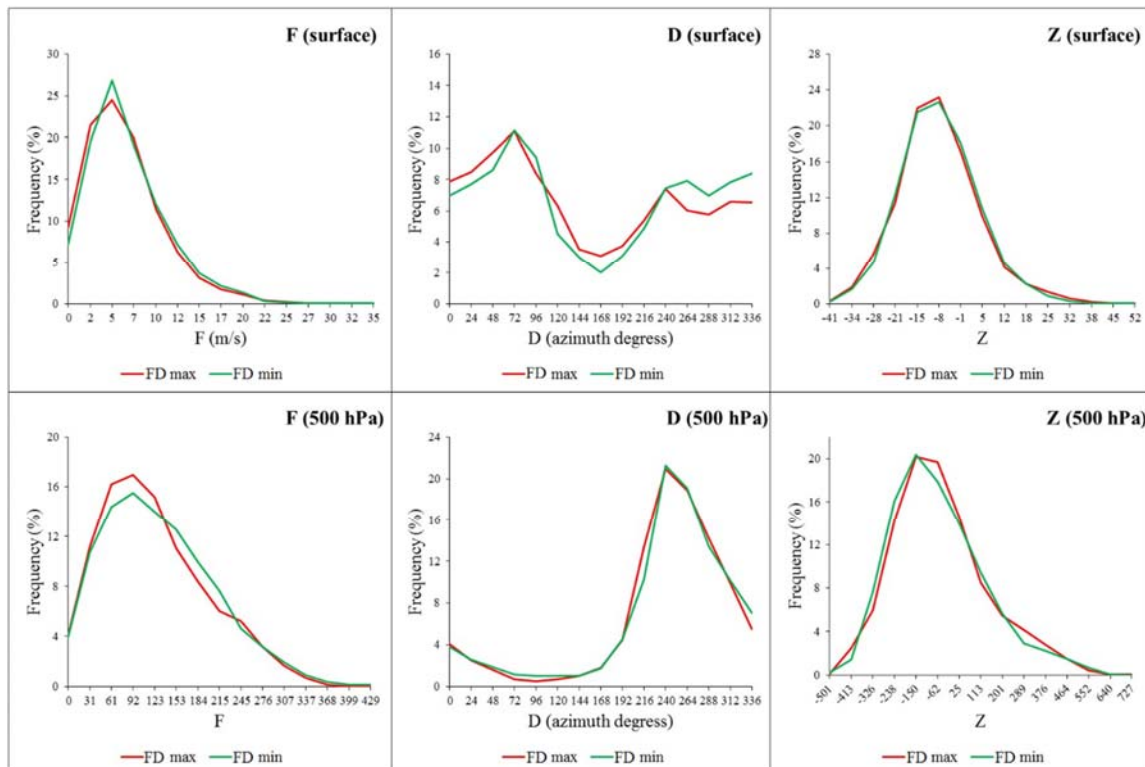 F (surface)
Frequency (%)
30
25
20
15
10
5
0
0 2 5 7 10 12 15 17 20 22 25 27 30 32 35
F (m/s)
FD max FD min
D (surface)
Frequency (%)
16
14
12
10
8
6
4
2
0
0 24 48 72 96 120 144 168 192 216 240 264 288 312 336
D (azimuth degress)
FD max FD min
Z (surface)
Frequency (%)
28
24
20
16
12
8
4
0
-41 -34 -28 -21 -15 -8 -1 5 12 18 25 32 38 45 52
Z
FD max FD min
F (500 hPa)
Frequency (%)
20
16
12
8
4
0
0 31 61 92 123 153 184 215 245 276 307 337 368 399 429
F
FD max FD min
D (500 hPa)
Frequency (%)
24
20
16
12
8
4
0
0 24 48 72 96 120 144 168 192 216 240 264 288 312 336
D (azimuth degress)
FD max FD min
Z (500 hPa)
Frequency (%)
20
16
12
8
4
0
-501 -413 -326 -238 -150 -62 25 113 201 289 376 464 552 640 727
Z
FD max FD min